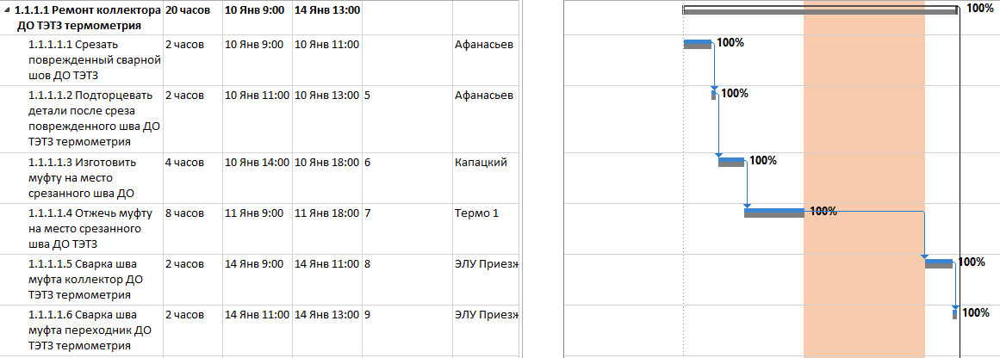 1.1.1.1 Ремонт коллектора 20 часов 10 Янв 9:00 14 Янв 13:00 100%
ДО ТЭТЗ термометрия
1.1.1.1.1 Срезать 2 часов 10 Янв 9:00 10 Янв 11:00 Афанасьев 100%
поврежденный сварной
шов ДО ТЭТЗ
1.1.1.1.2 Подторцевать 2 часов 10 Янв 11:00 10 Янв 13:00 5 Афанасьев 100%
детали после среза
поврежденного шва ДО
ТЭТЗ термометрия
1.1.1.1.3 Изготовить 4 часов 10 Янв 14:00 10 Янв 18:00 6 Капацкий 100%
муфту на место
срезанного шва ДО
1.1.1.1.4 Отжечь муфту 8 часов 11 Янв 9:00 11 Янв 18:00 7 Термо 1 100%
на место срезанного
шва ДО ТЭТЗ
1.1.1.1.5 Сварка шва 2 часов 14 Янв 9:00 14 Янв 11:00 8 ЭЛУ Приезж 100%
муфта коллектор ДО
ТЭТЗ термометрия
1.1.1.1.6 Сварка шва 2 часов 14 Янв 11:00 14 Янв 13:00 9 ЭЛУ Приезж 100%
муфта переходник ДО
ТЭТЗ термометрия